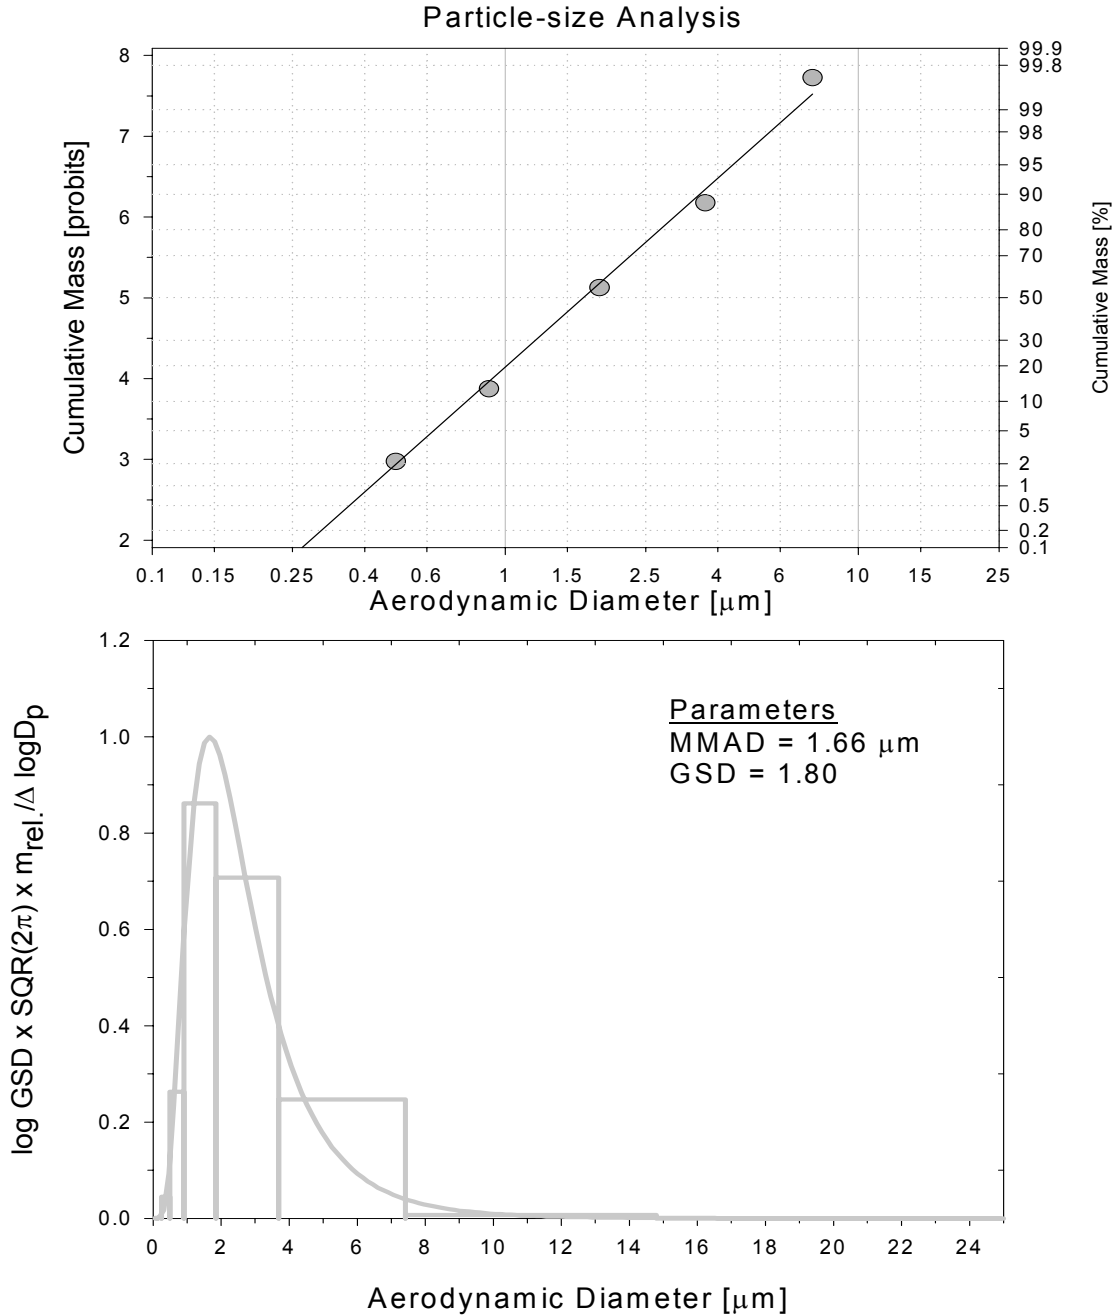 Particle-size Analysis
Cumulative Mass [probits]
8
7
6
5
4
3
2
99.9
99.8
99
98
95
90
80
70
50
30
20
10
5
2
1
0.5
0.2
0.1
Cumulative Mass [%]
0.1 0.15 0.25 0.4 0.6 1 1.5 2.5 4 6 10 15 25
Aerodynamic Diameter [μm]
log GSD x SQR(2π) x mrel./Δ logDp
1.2
1.0
0.8
0.6
0.4
0.2
0.0
Parameters
MMAD = 1.66 μm
GSD = 1.80
0 2 4 6 8 10 12 14 16 18 20 22 24
Aerodynamic Diameter [μm]